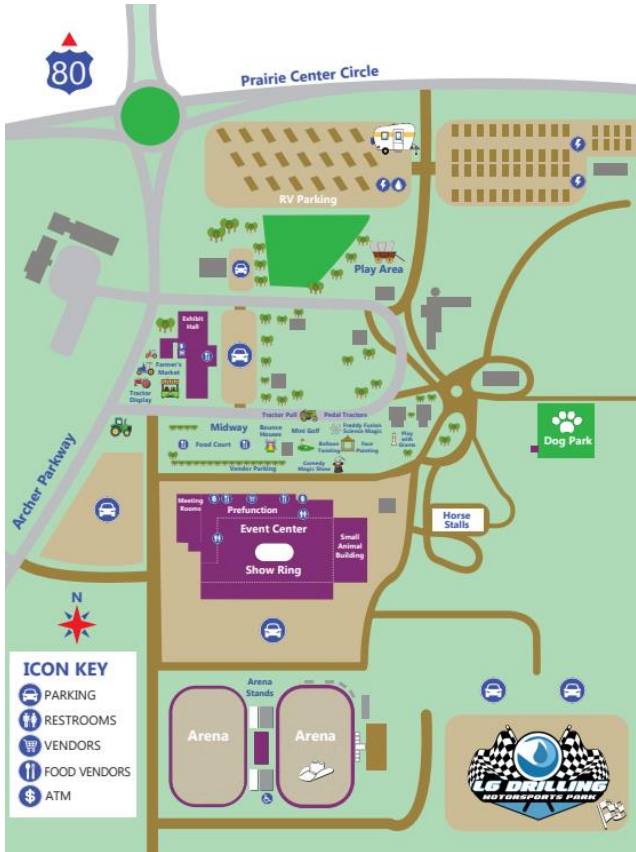 80
Prairie Center Circle
RV Parking
Play Area
Exhibit
Hall
Farmer's
Market
Tractor
Display
Tractor Pull
Pedal Tractors
Midway
Bounce
Houses
Mini Golf
Freddy Fusion
Science Magic
Food Court
Balloon
Twisting
Face
Painting
Play
with
Giants
Vendor Parking
Comedy
Magic Show
Dog Park
Archer Parkway
Meeting
Rooms
$
$
Prefunction
Event Center
Show Ring
Small
Animal
Building
Horse
Stalls
N
ICON KEY
PARKING
RESTROOMS
VENDORS
FOOD VENDORS
$ ATM
Arena
Stands
Arena
Arena
LG DRILLING
MOTORSPORTS PARK